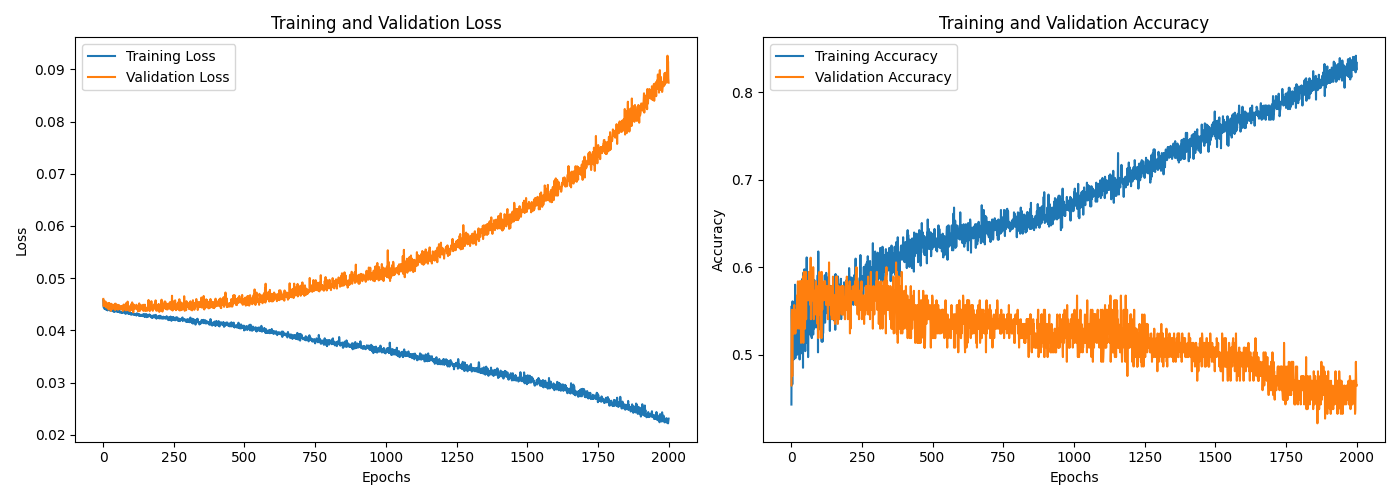 Training and Validation Loss
Training Loss
Validation Loss
0.09
0.08
0.07
0.06
0.05
0.04
0.03
0.02
Loss
0 250 500 750 1000 1250 1500 1750 2000
Epochs
Training and Validation Accuracy
Training Accuracy
Validation Accuracy
0.8
0.7
0.6
0.5
Accuracy
0 250 500 750 1000 1250 1500 1750 2000
Epochs